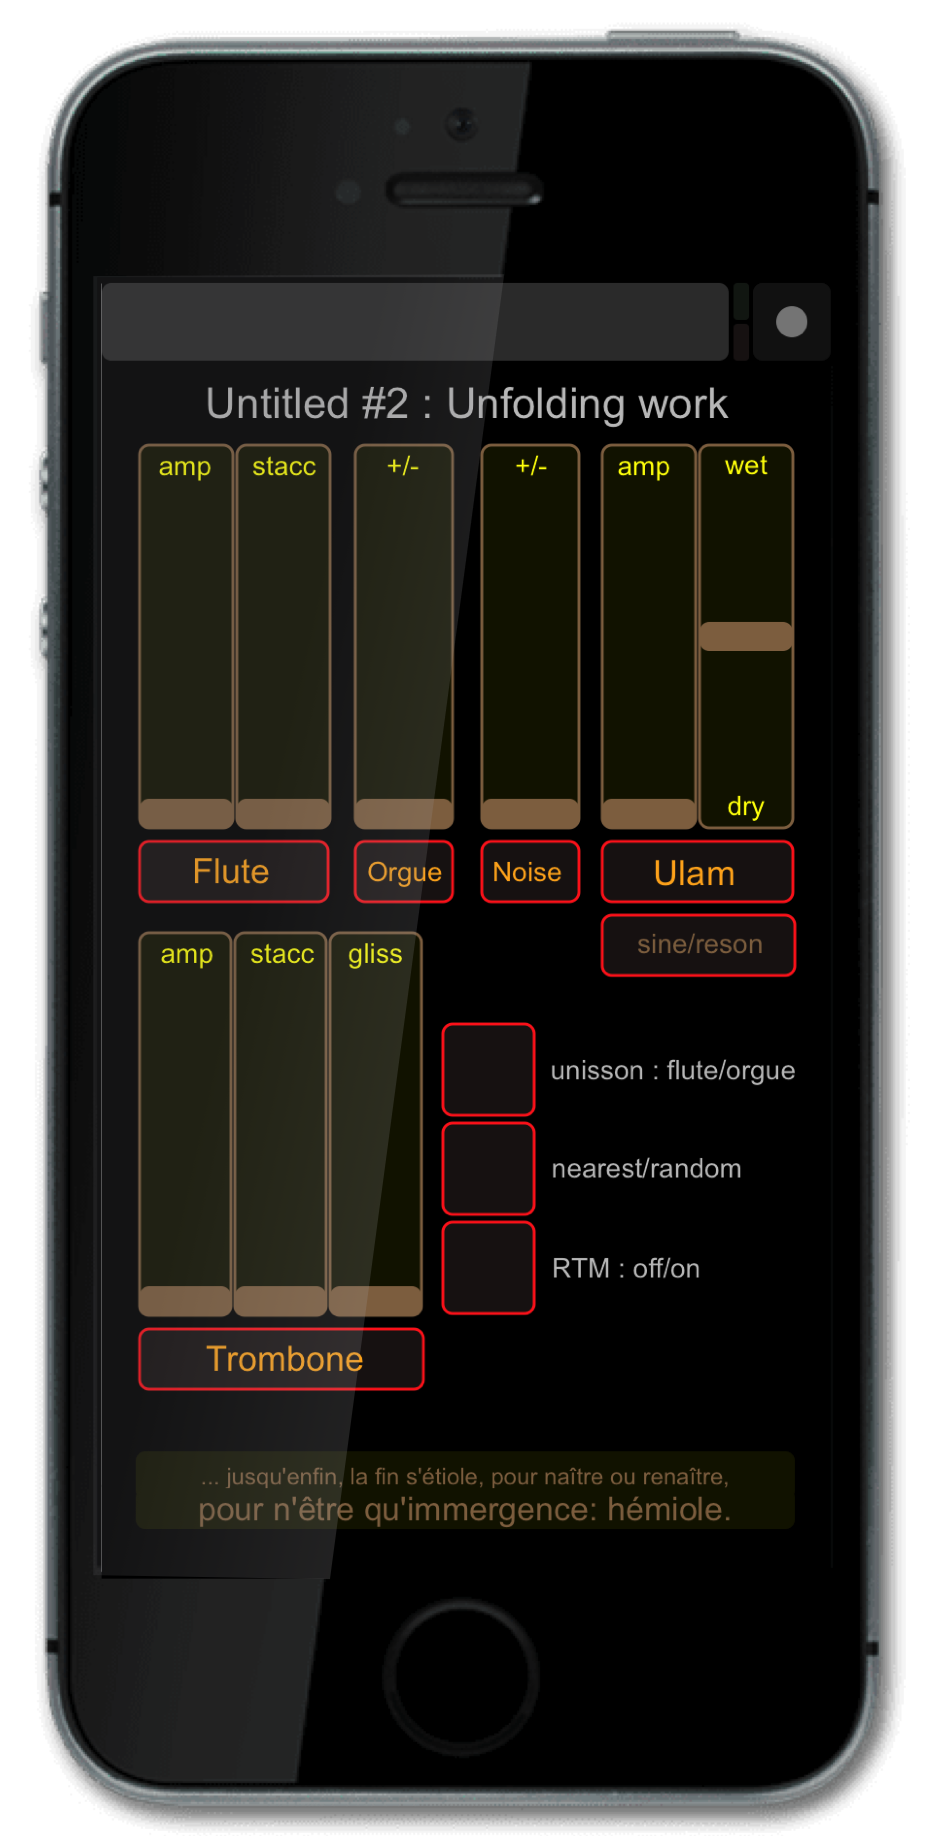 Untitled #2 : Unfolding work
amp stacc +/- +/- amp wet
dry
Flute Orgue Noise Ulam
sine/reson
amp stacc gliss
unisson : flute/orgue
nearest/random
RTM : off/on
Trombone
... jusqu'enfin, la fin s'étiole, pour naître ou renaître,
pour n'être qu'immergence: hémiole.